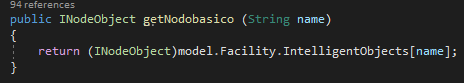 94 references
public INodeObject getNodobasico (String name)
{
return (INodeObject)model.Facility.IntelligentObjects[name];
}